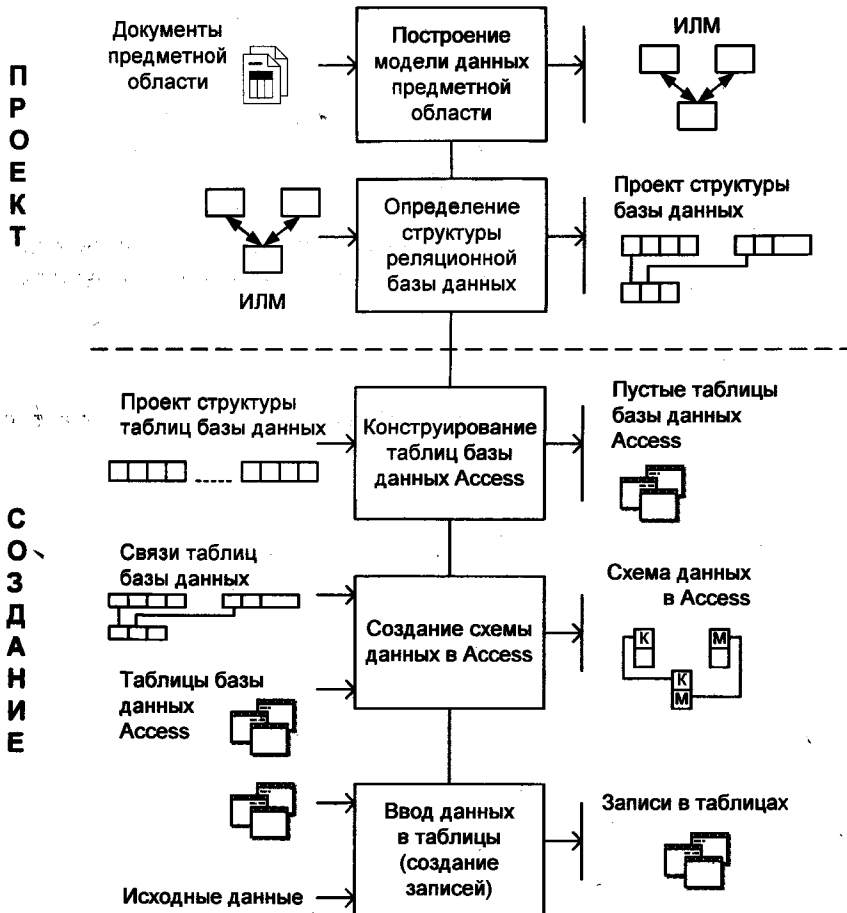 ПРОЕКТ
Документы
предметной
области
Построение
модели данных
предметной
области
ИЛМ
ИЛМ
Определение
структуры
реляционной
базы данных
Проект структуры
базы данных
СОЗДАНИЕ
Проект структуры
таблиц базы данных
Конструирование
таблиц базы
данных Access
Пустые таблицы
базы данных
Access
Связи таблиц
базы данных
Таблицы базы
данных
Access
Создание схемы
данных в Access
Схема данных
в Access
К
М
К
М
Исходные данные
Ввод данных
в таблицы
(создание
записей)
Записи в таблицах